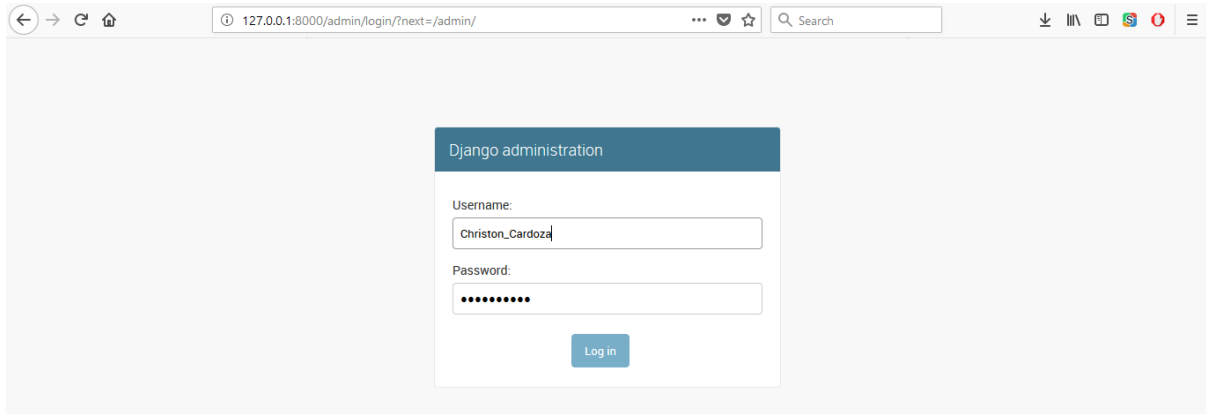 127.0.0.1:8000/admin/login/?next=/admin/
Search
Django administration
Username:
Christon_Cardoza
Password:
••••••••••
Log in